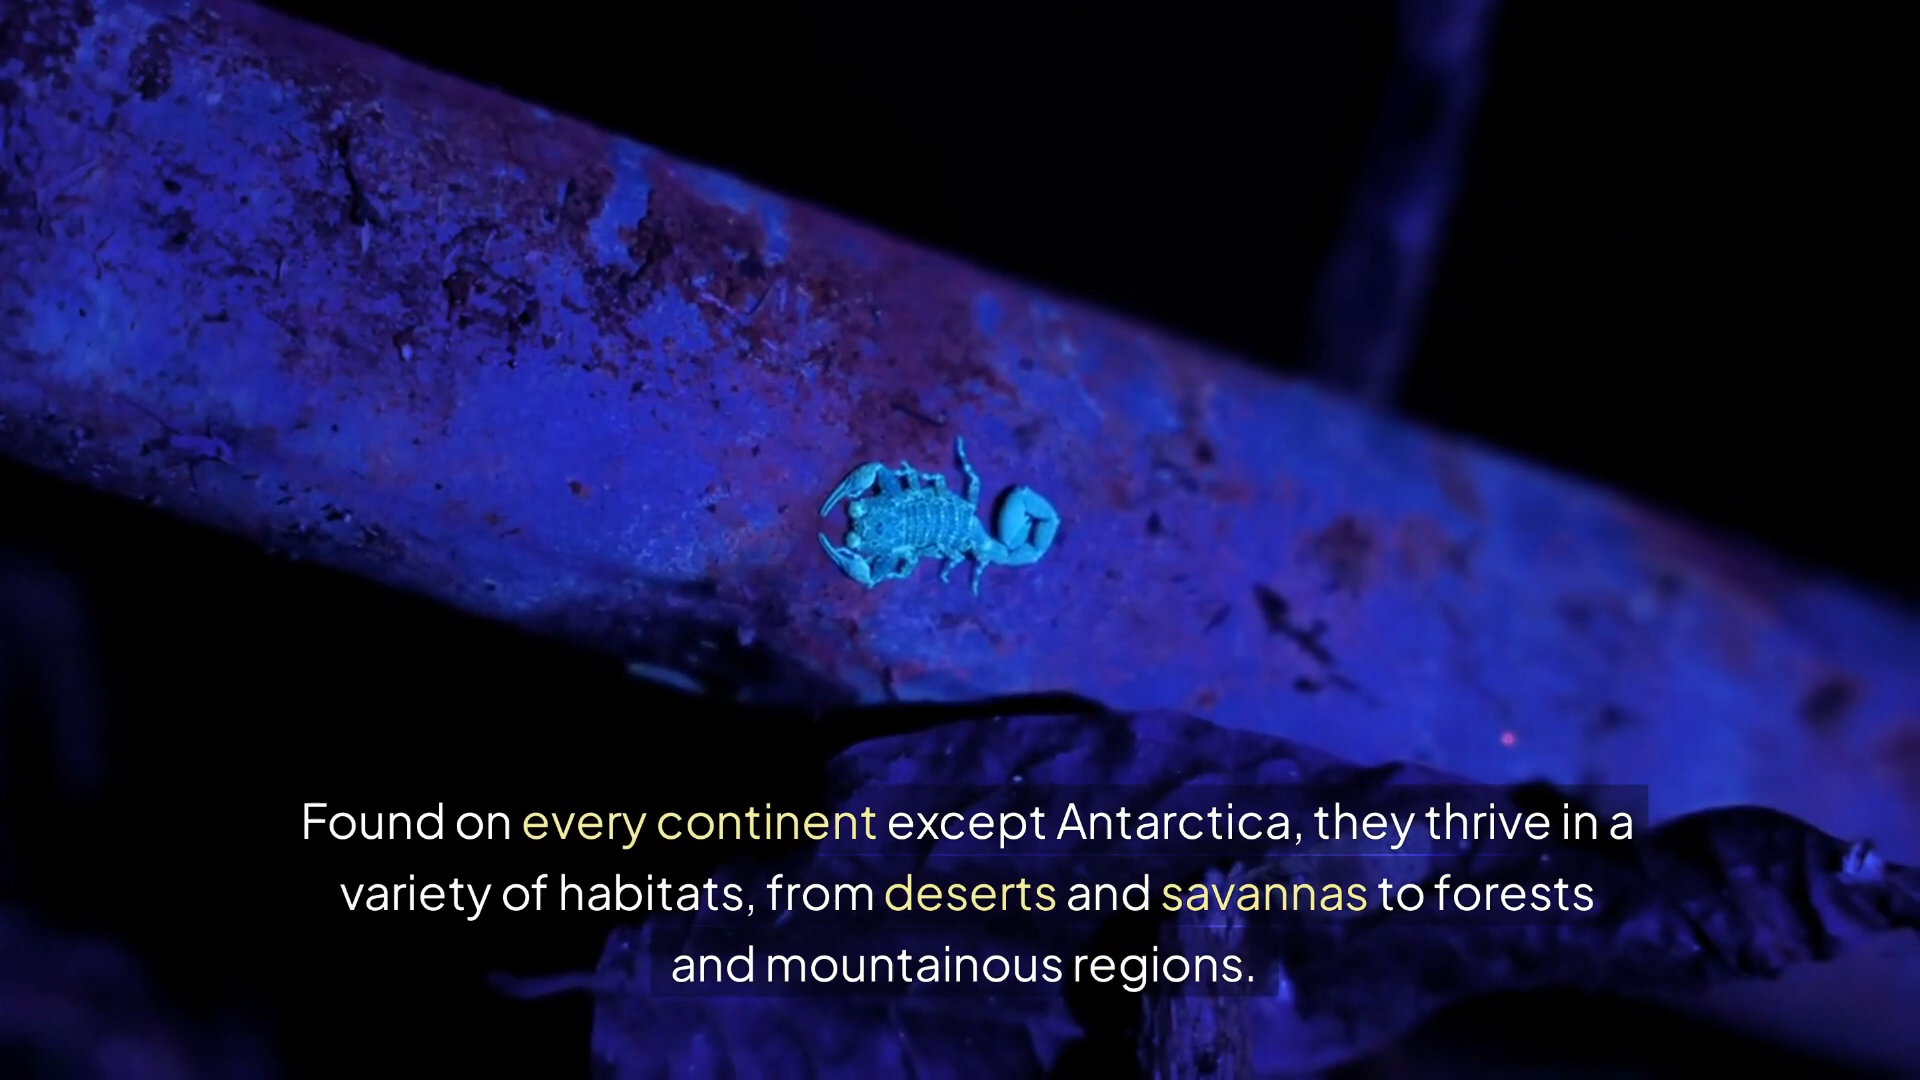 Found on every continent except Antarctica, they thrive in a
variety of habitats, from deserts and savannas to forests
and mountainous regions.